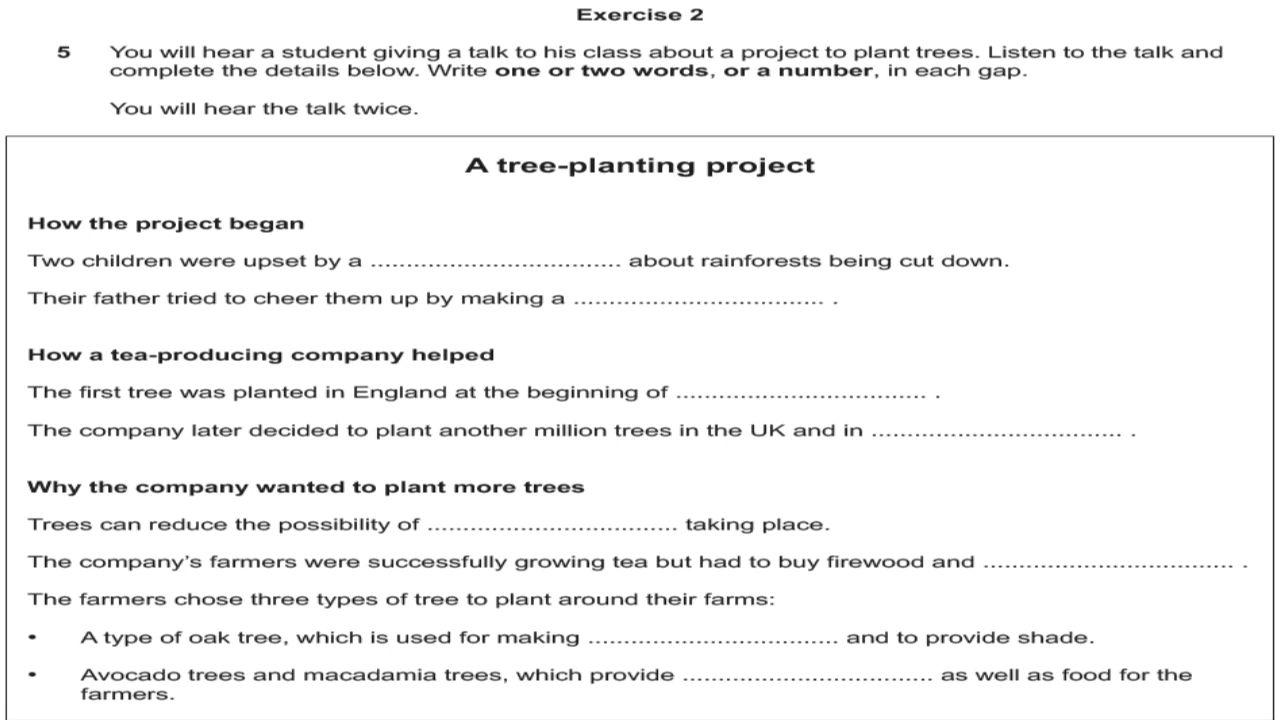 Exercise 2
5 You will hear a student giving a talk to his class about a project to plant trees. Listen to the talk and
complete the details below. Write one or two words, or a number, in each gap.
You will hear the talk twice.
A tree-planting project
How the project began
Two children were upset by a .................................. about rainforests being cut down.
Their father tried to cheer them up by making a .................................. .
How a tea-producing company helped
The first tree was planted in England at the beginning of .................................. .
The company later decided to plant another million trees in the UK and in .................................. .
Why the company wanted to plant more trees
Trees can reduce the possibility of .................................. taking place.
The company's farmers were successfully growing tea but had to buy firewood and .................................. .
The farmers chose three types of tree to plant around their farms:
• A type of oak tree, which is used for making .................................. and to provide shade.
• Avocado trees and macadamia trees, which provide .................................. as well as food for the
farmers.